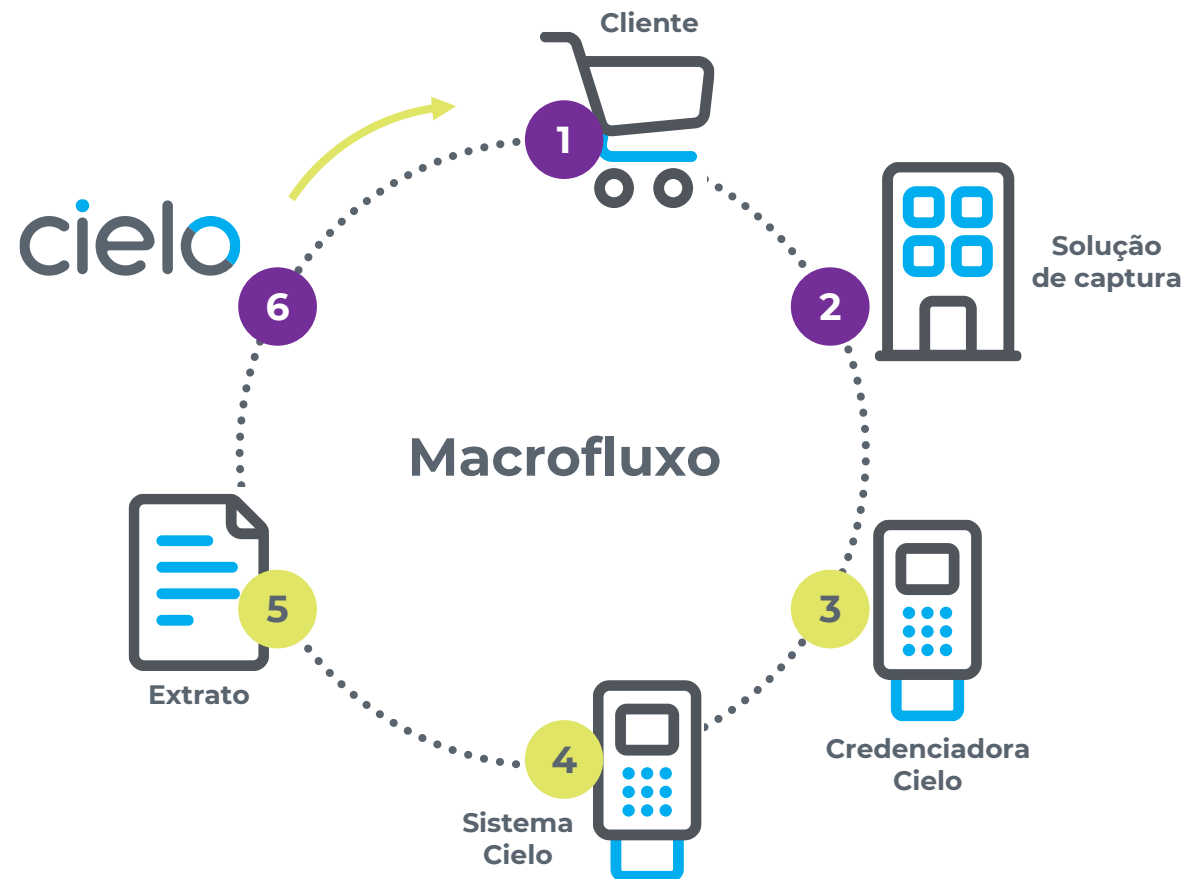 Cliente
1
Solução
de captura
2
cielo
6
Macrofluxo
3
Credenciadora
Cielo
4
Sistema
Cielo
5
Extrato